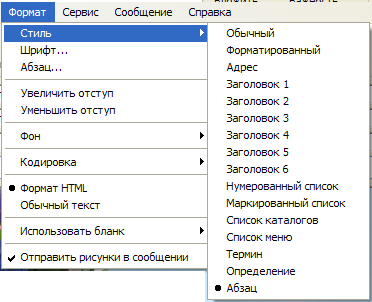 Вложить Важность
Формат Сервис Сообщение Справка
Стиль
Шрифт...
Абзац...
Увеличить отступ
Уменьшить отступ
Фон
Кодировка
Формат HTML
Обычный текст
Использовать бланк
Отправить рисунки в сообщении
Обычный
Форматированный
Адрес
Заголовок 1
Заголовок 2
Заголовок 3
Заголовок 4
Заголовок 5
Заголовок 6
Нумерованный список
Маркированный список
Список каталогов
Список меню
Термин
Определение
Абзац